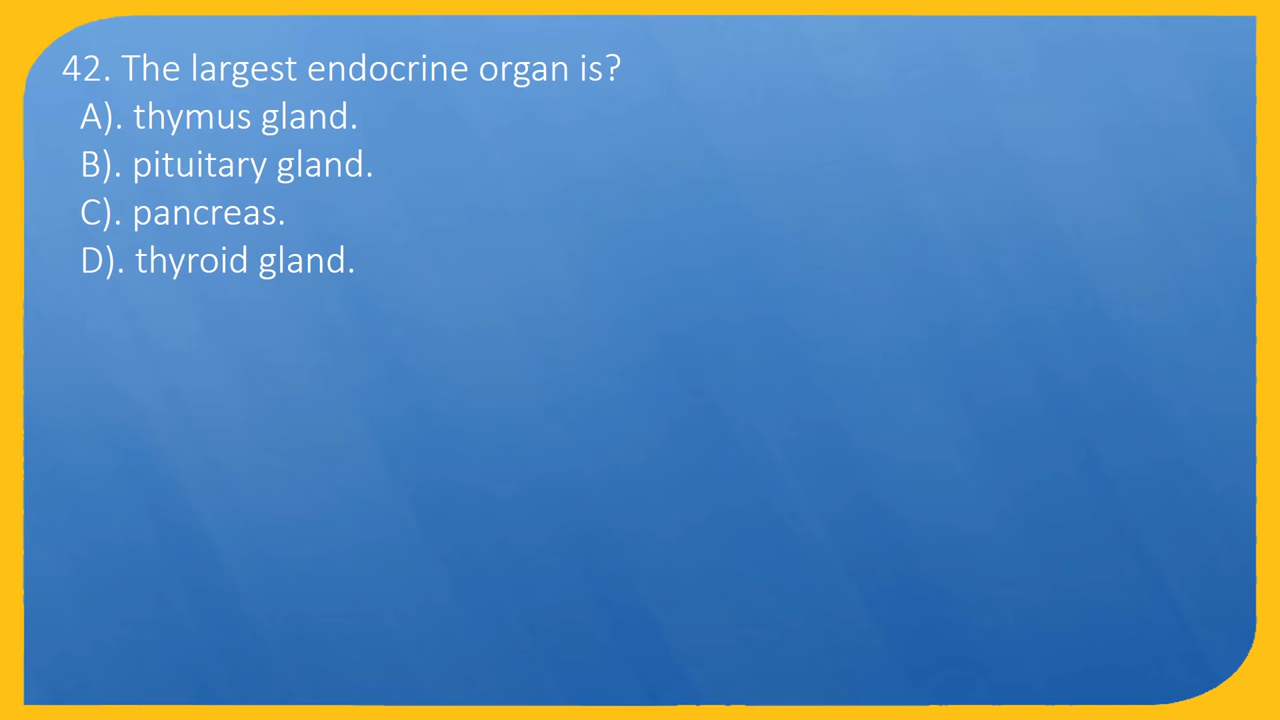 42. The largest endocrine organ is?
A). thymus gland.
B). pituitary gland.
C). pancreas.
D). thyroid gland.